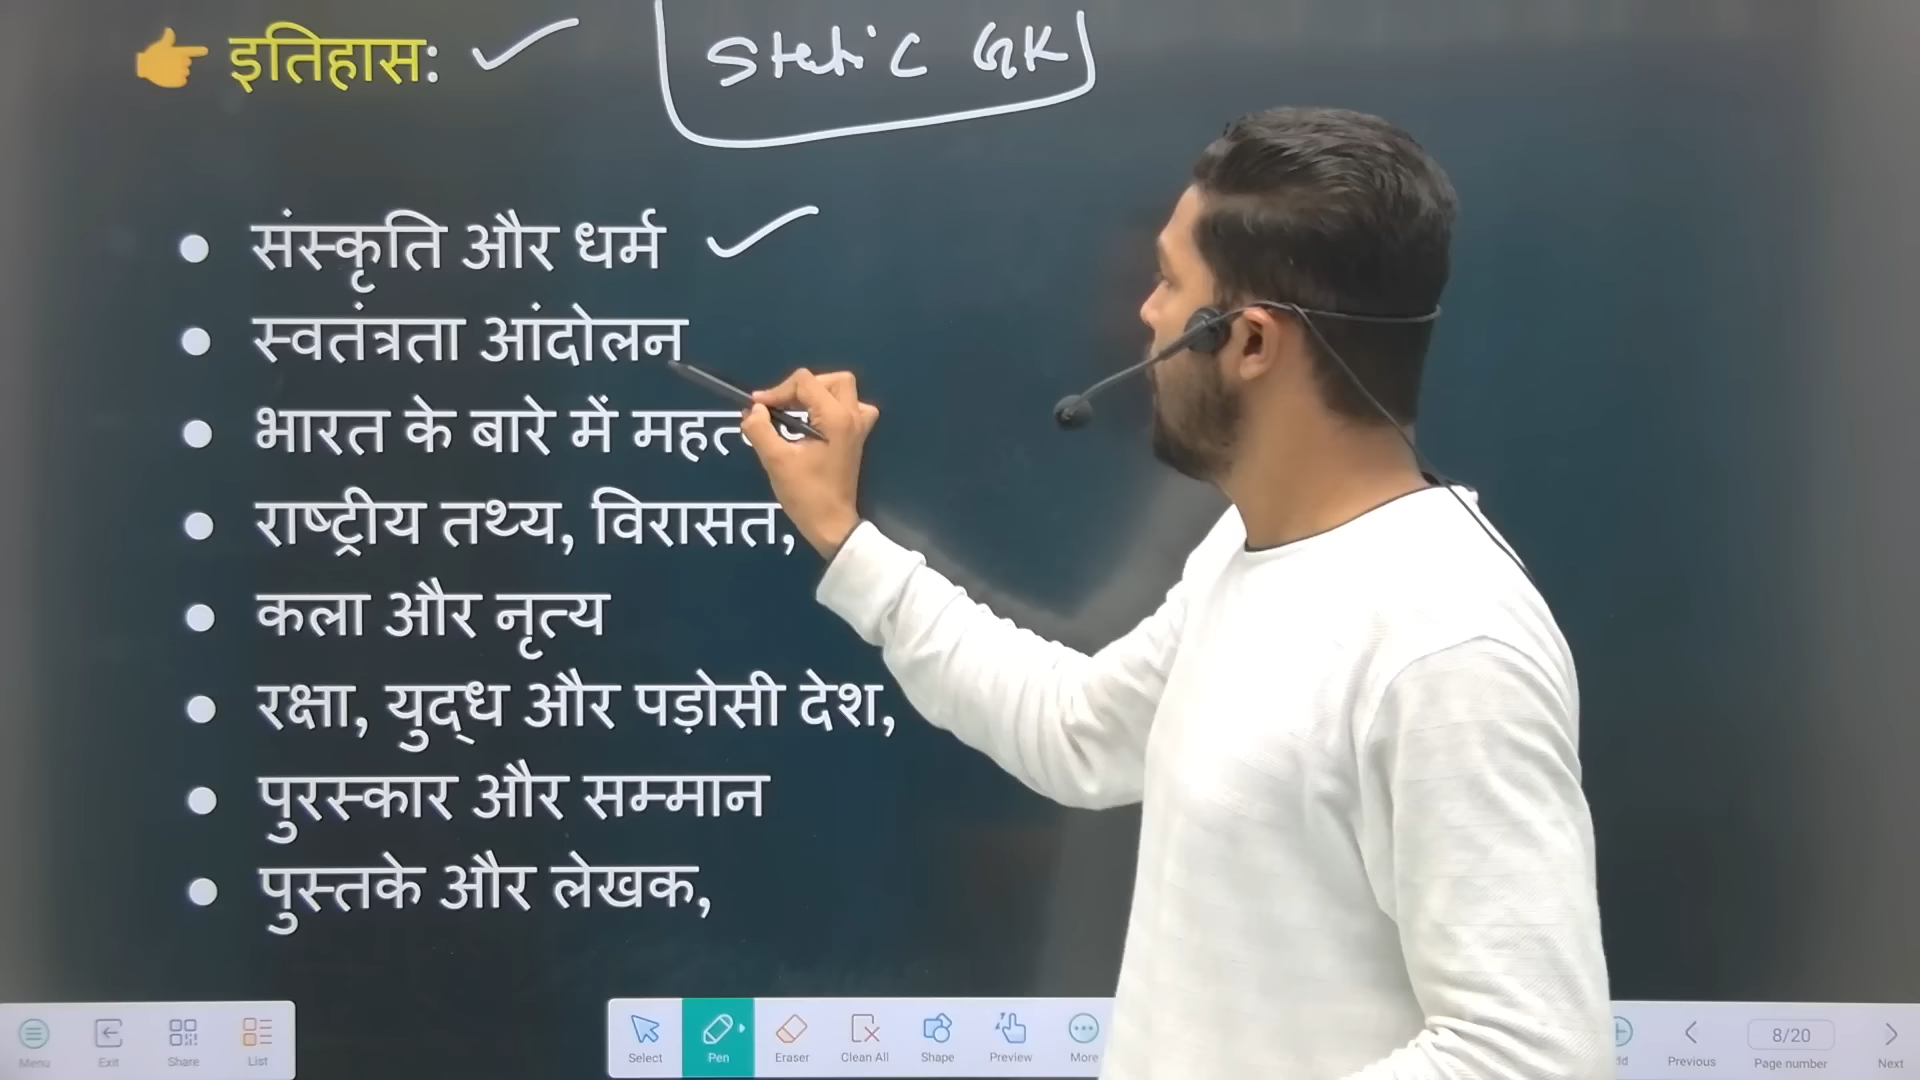 👉 इतिहास: ✓ Static GK
● संस्कृति और धर्म ✓
● स्वतंत्रता आंदोलन
● भारत के बारे में
● राष्ट्रीय तथ्य, विरासत,
● कला और नृत्य
● रक्षा, युद्ध और पड़ोसी देश,
● पुरस्कार और सम्मान
● पुस्तके और लेखक,
Menu Exit Share List Select Pen Eraser Clean All Shape Preview More Previous 8/20 Page number Next